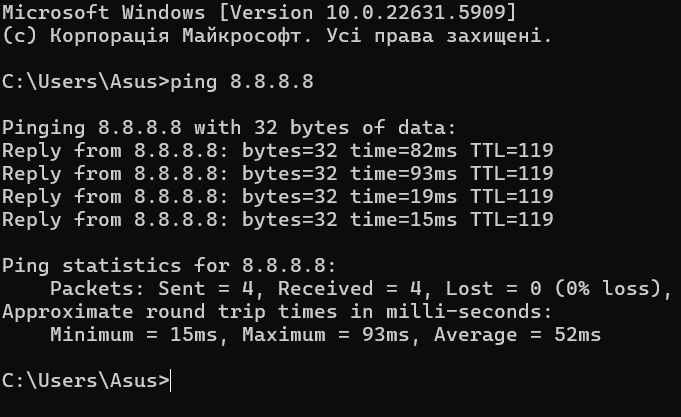 Microsoft Windows [Version 10.0.22631.5909]
(c) Корпорація Майкрософт. Усі права захищені.
C:\Users\Asus>ping 8.8.8.8
Pinging 8.8.8.8 with 32 bytes of data:
Reply from 8.8.8.8: bytes=32 time=82ms TTL=119
Reply from 8.8.8.8: bytes=32 time=93ms TTL=119
Reply from 8.8.8.8: bytes=32 time=19ms TTL=119
Reply from 8.8.8.8: bytes=32 time=15ms TTL=119
Ping statistics for 8.8.8.8:
    Packets: Sent = 4, Received = 4, Lost = 0 (0% loss),
Approximate round trip times in milli-seconds:
    Minimum = 15ms, Maximum = 93ms, Average = 52ms
C:\Users\Asus>